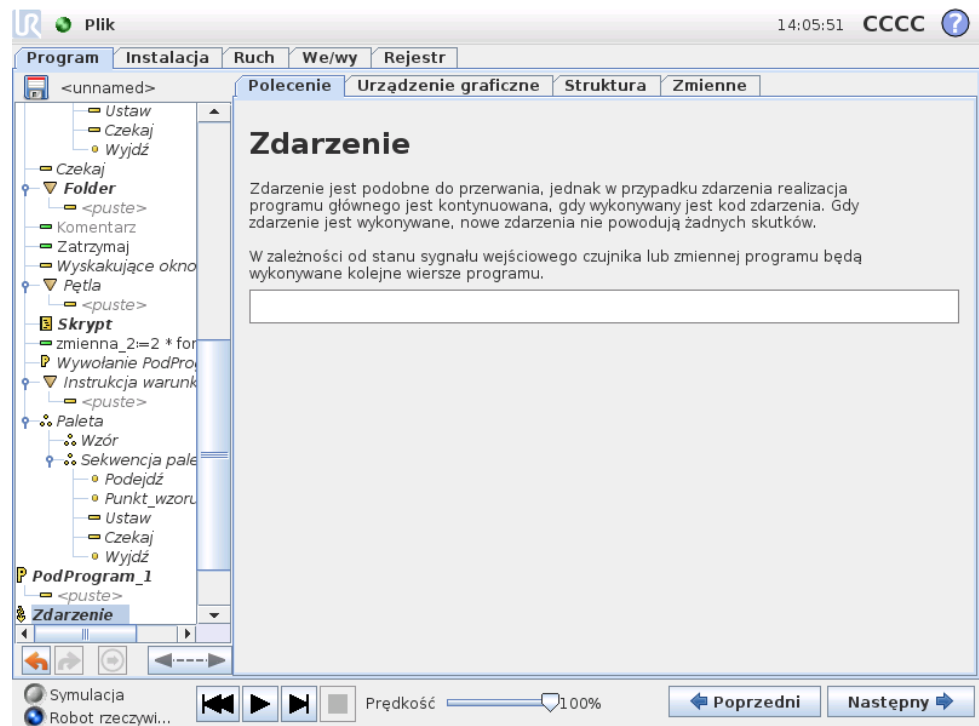 UR Plik 14:05:51 CCCC ?
Program Instalacja Ruch We/wy Rejestr
<unnamed>
Polecenie Urządzenie graficzne Struktura Zmienne
Ustaw
Czekaj
Wyjdź
Czekaj
Folder
<puste>
Komentarz
Zatrzymaj
Wyskakujące okno
Pętla
<puste>
Skrypt
zmienna_2:=2 * for
Wywołanie PodPro
Instrukcja warunk
<puste>
Paleta
Wzór
Sekwencja pale
Podejdź
Punkt_wzoru
Ustaw
Czekaj
Wyjdź
P PodProgram_1
<puste>
Zdarzenie
Zdarzenie
Zdarzenie jest podobne do przerwania, jednak w przypadku zdarzenia realizacja
programu głównego jest kontynuowana, gdy wykonywany jest kod zdarzenia. Gdy
zdarzenie jest wykonywane, nowe zdarzenia nie powodują żadnych skutków.
W zależności od stanu sygnału wejściowego czujnika lub zmiennej programu będą
wykonywane kolejne wiersze programu.
Symulacja
Robot rzeczywi...
Prędkość 100%
Poprzedni Następny